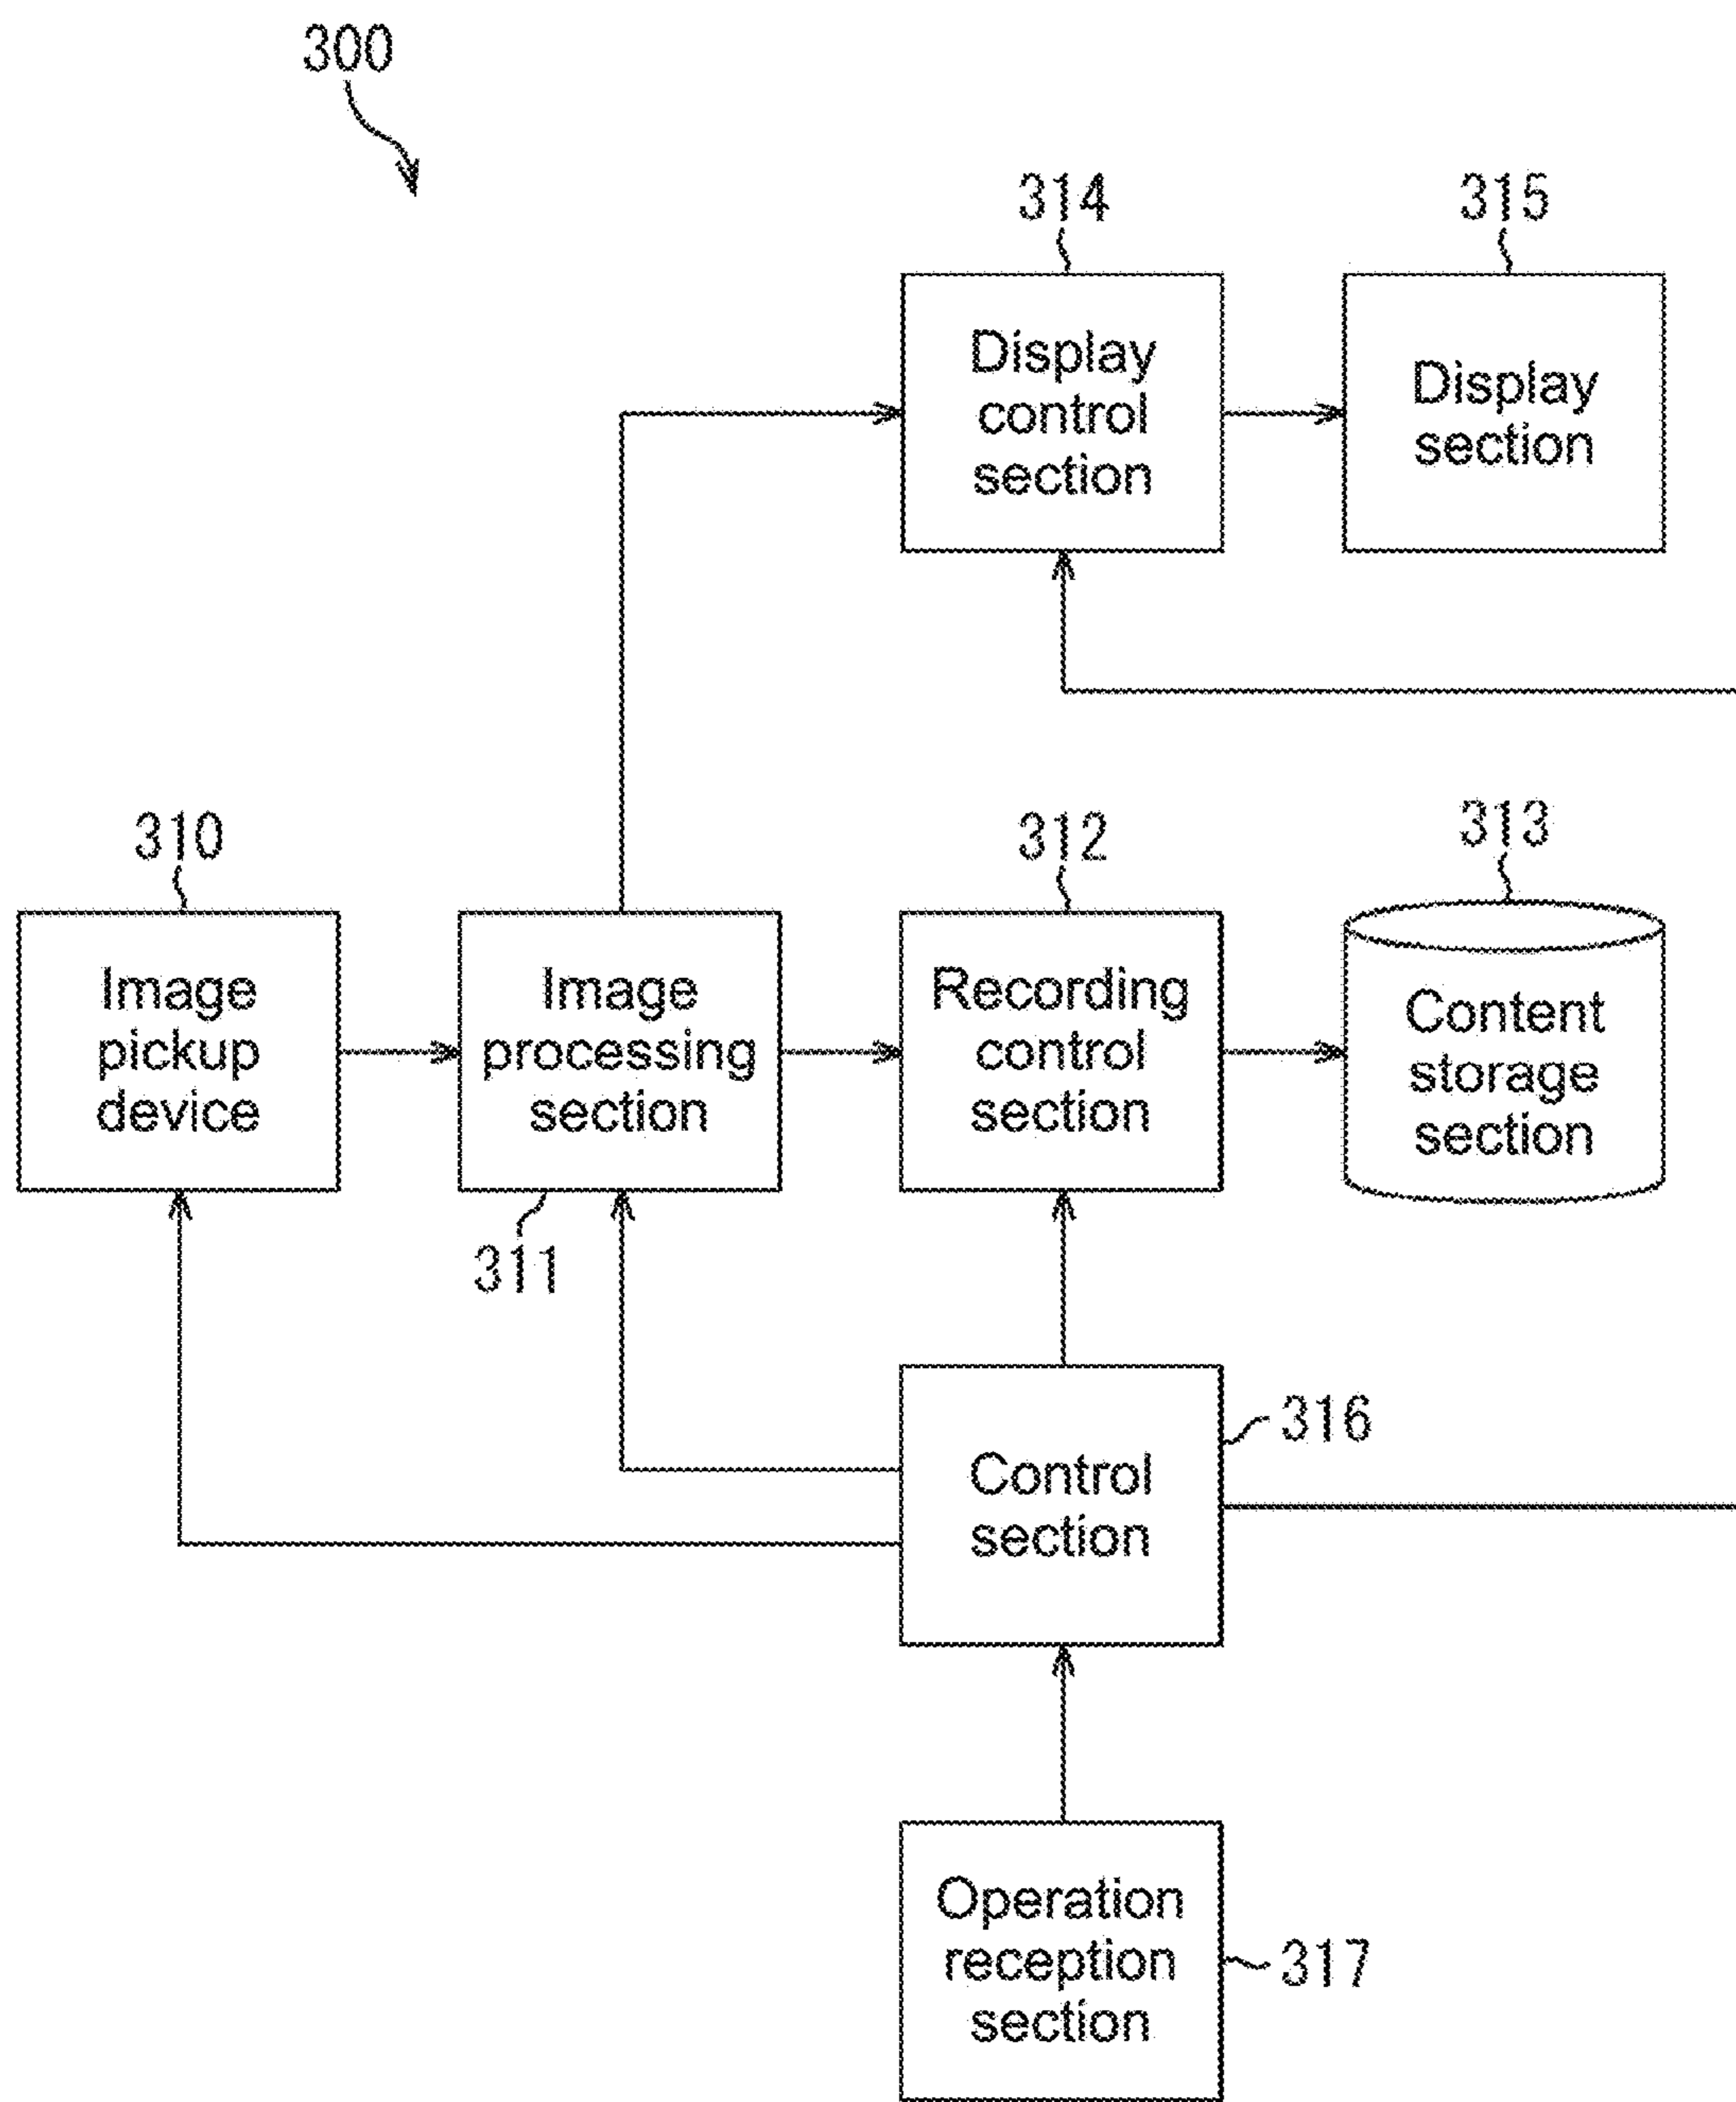 300
314
315
Display
control
section
Display
section
310
312
313
Image
pickup
device
Image
processing
section
Recording
control
section
Content
storage
section
311
316
Control
section
Operation
reception
section
317